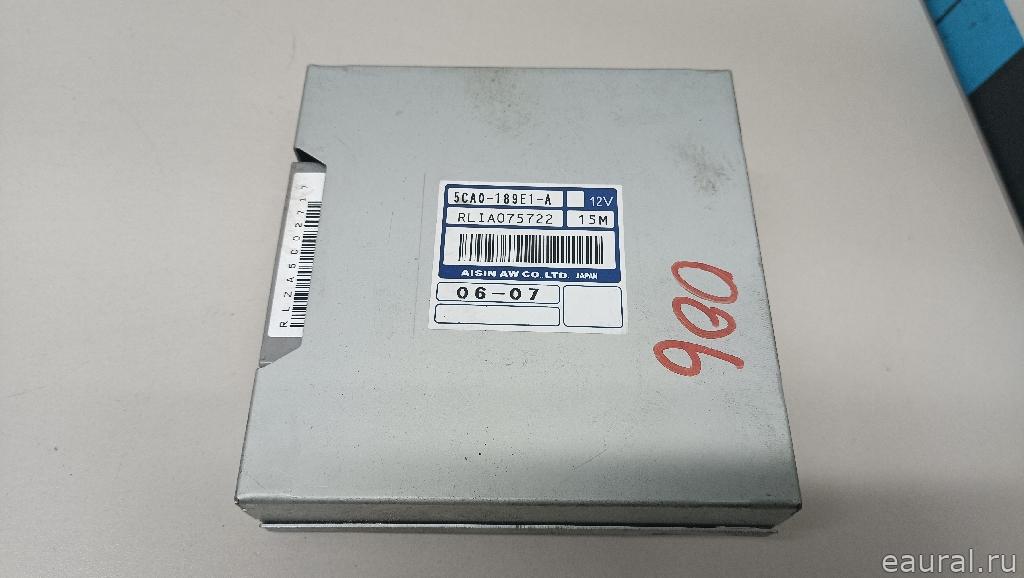 5CA0-189E1-A
12V
RLIA075722
15M
AISIN AW CO.,LTD. JAPAN
06-07
900
eaural.ru